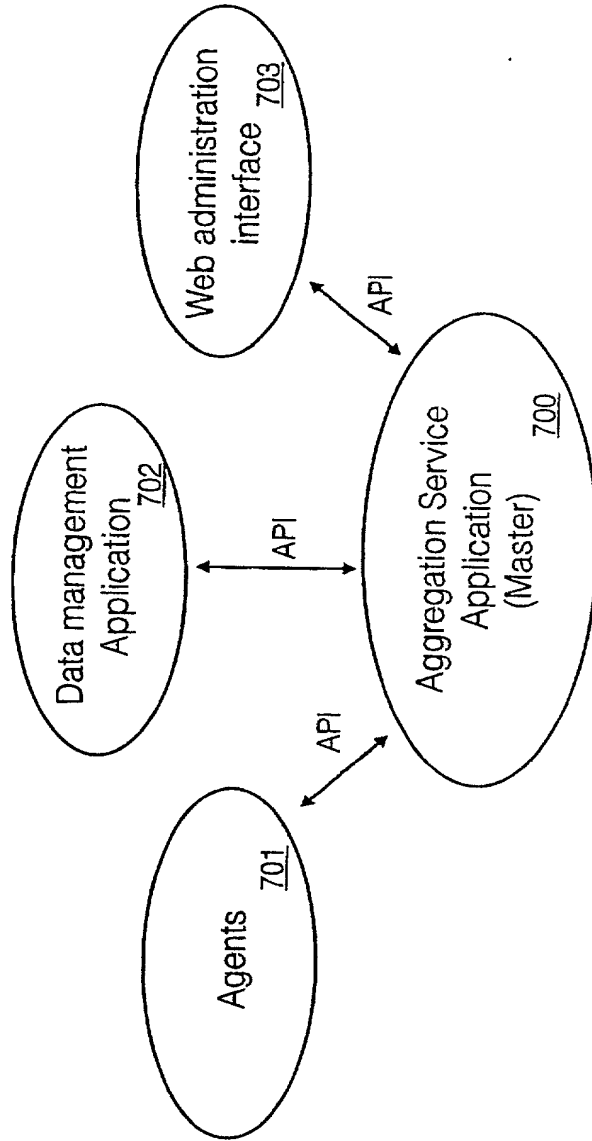 Agents
701
Data management
Application
702
Web administration
interface
703
API
API
API
Aggregation Service
Application
(Master)
700